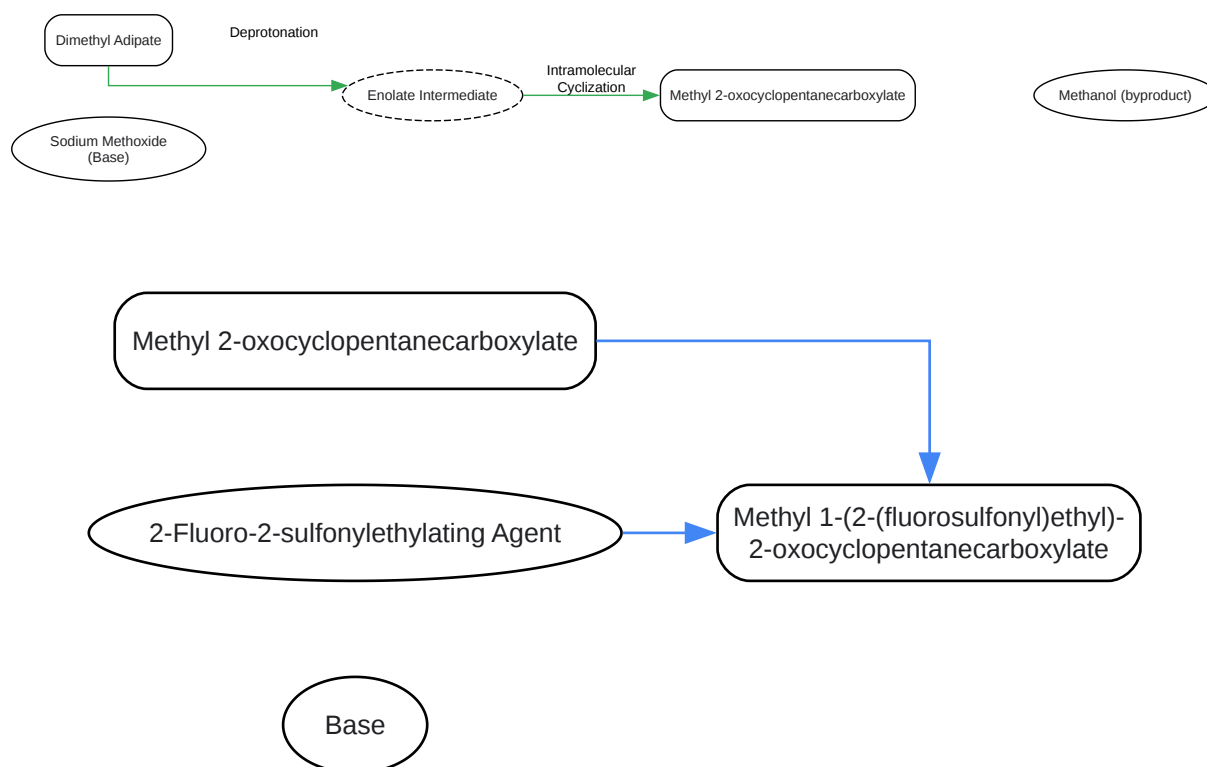 Dimethyl Adipate
Deprotonation
Enolate Intermediate
Intramolecular
Cyclization
Methyl 2-oxocyclopentanecarboxylate
Methanol (byproduct)
Sodium Methoxide
(Base)
Methyl 2-oxocyclopentanecarboxylate
2-Fluoro-2-sulfonylethylating Agent
Methyl 1-(2-(fluorosulfonyl)ethyl)-
2-oxocyclopentanecarboxylate
Base